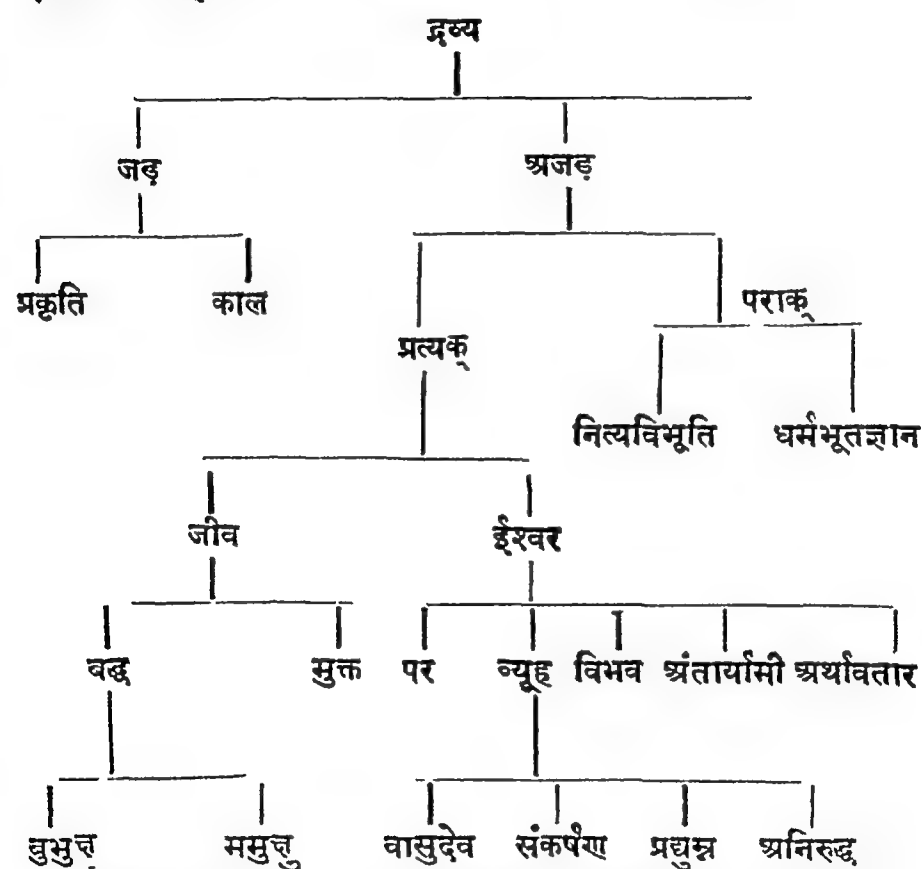 द्रव्य
जड़ अजड़
प्रकृति काल
पराक्
प्रत्यक्
नित्यविभूति धर्मभूतज्ञान
जीव ईश्वर
बद्ध मुक्त पर व्यूह विभव अंतार्यामी अर्थावतार
वासुदेव संकर्षण प्रद्युम्न अनिरुद्ध